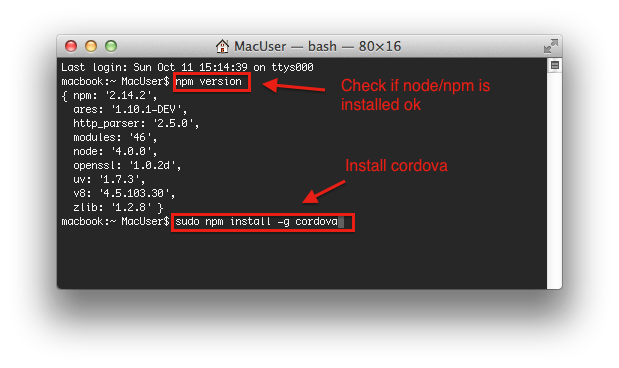 MacUser — bash — 80×16
Last login: Sun Oct 11 15:14:39 on ttys000
macbook:~ MacUser$ npm version
{ npm: '2.14.2',
ares: '1.10.1-DEV',
http_parser: '2.5.0',
modules: '46',
node: '4.0.0',
openssl: '1.0.2d',
uv: '1.7.3',
v8: '4.5.103.30',
zlib: '1.2.8' }
macbook:~ MacUser$ sudo npm install -g cordova
Check if node/npm is
installed ok
Install cordova